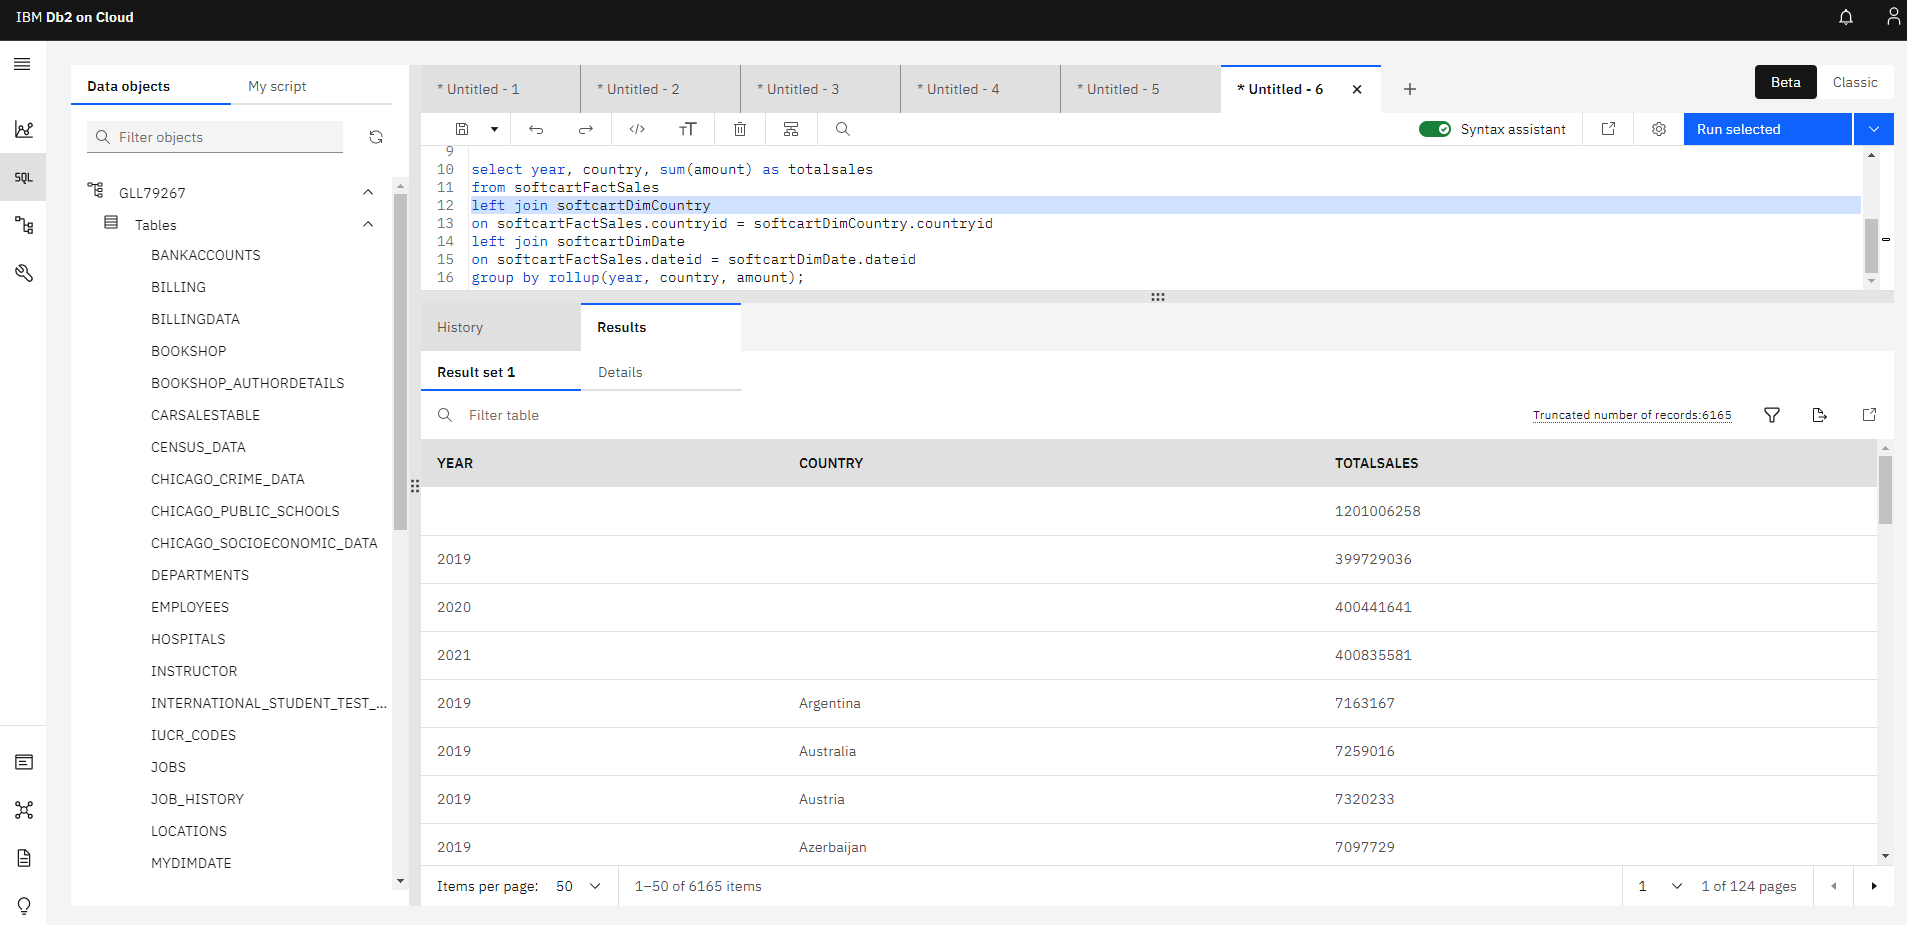 IBM Db2 on Cloud
Data objects
My script
Filter objects
GLL79267
Tables
BANKACCOUNTS
BILLING
BILLINGDATA
BOOKSHOP
BOOKSHOP_AUTHORDETAILS
CARSALESTABLE
CENSUS_DATA
CHICAGO_CRIME_DATA
CHICAGO_PUBLIC_SCHOOLS
CHICAGO_SOCIOECONOMIC_DATA
DEPARTMENTS
EMPLOYEES
HOSPITALS
INSTRUCTOR
INTERNATIONAL_STUDENT_TEST_...
IUCR_CODES
JOBS
JOB_HISTORY
LOCATIONS
MYDIMDATE
SQL
* Untitled - 1
* Untitled - 2
* Untitled - 3
* Untitled - 4
* Untitled - 5
* Untitled - 6
Beta
Classic
Syntax assistant
Run selected
9
10 select year, country, sum(amount) as totalsales
11 from softcartFactSales
12 left join softcartDimCountry
13 on softcartFactSales.countryid = softcartDimCountry.countryid
14 left join softcartDimDate
15 on softcartFactSales.dateid = softcartDimDate.dateid
16 group by rollup(year, country, amount);
History
Results
Result set 1
Details
Filter table
Truncated number of records:6165
YEAR COUNTRY TOTALSALES
1201006258
2019 399729036
2020 400441641
2021 400835581
2019 Argentina 7163167
2019 Australia 7259016
2019 Austria 7320233
2019 Azerbaijan 7097729
Items per page: 50
1–50 of 6165 items
1
1 of 124 pages